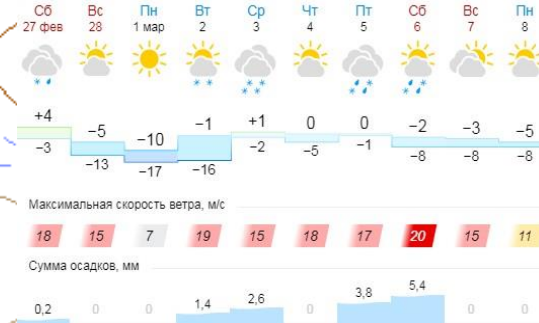 Сб Вс Пн Вт Ср Чт Пт Сб Вс Пн
27 фев 28 1 мар 2 3 4 5 6 7 8
+4 −5 −10 −1 +1 0 0 −2 −3 −5
−3 −13 −17 −16 −2 −5 −1 −8 −8 −8
Максимальная скорость ветра, м/с
18 15 7 19 15 18 17 20 15 11
Сумма осадков, мм
0,2 0 0 1,4 2,6 0 3,8 5,4 0 0